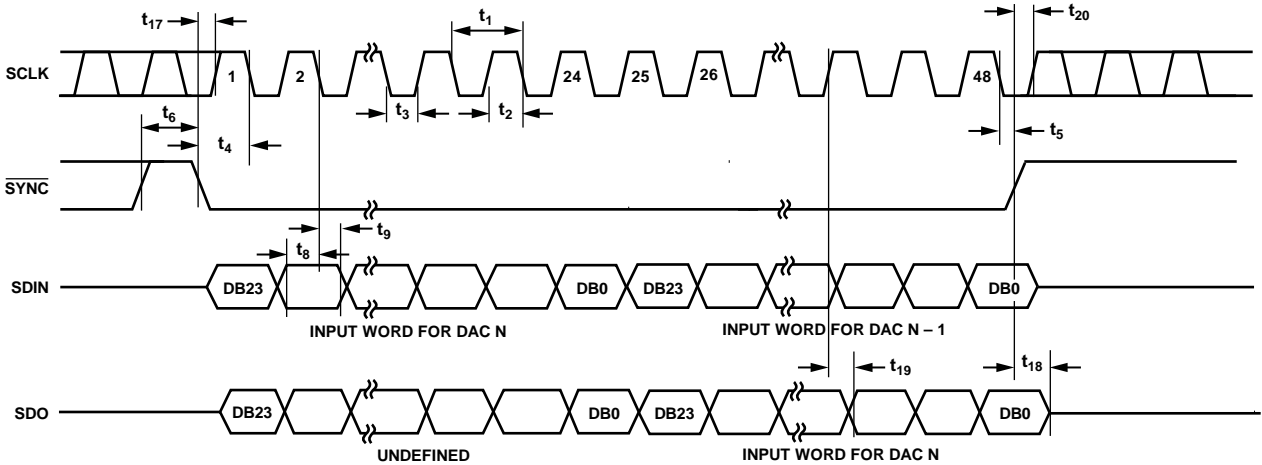 t17
t1
t20
SCLK
1
2
24
25
26
48
t6
t4
t3
t2
t5
SYNC
t8
t9
SDIN
DB23
DB0
DB23
DB0
INPUT WORD FOR DAC N
INPUT WORD FOR DAC N – 1
t19
t18
SDO
DB23
DB0
DB23
DB0
UNDEFINED
INPUT WORD FOR DAC N